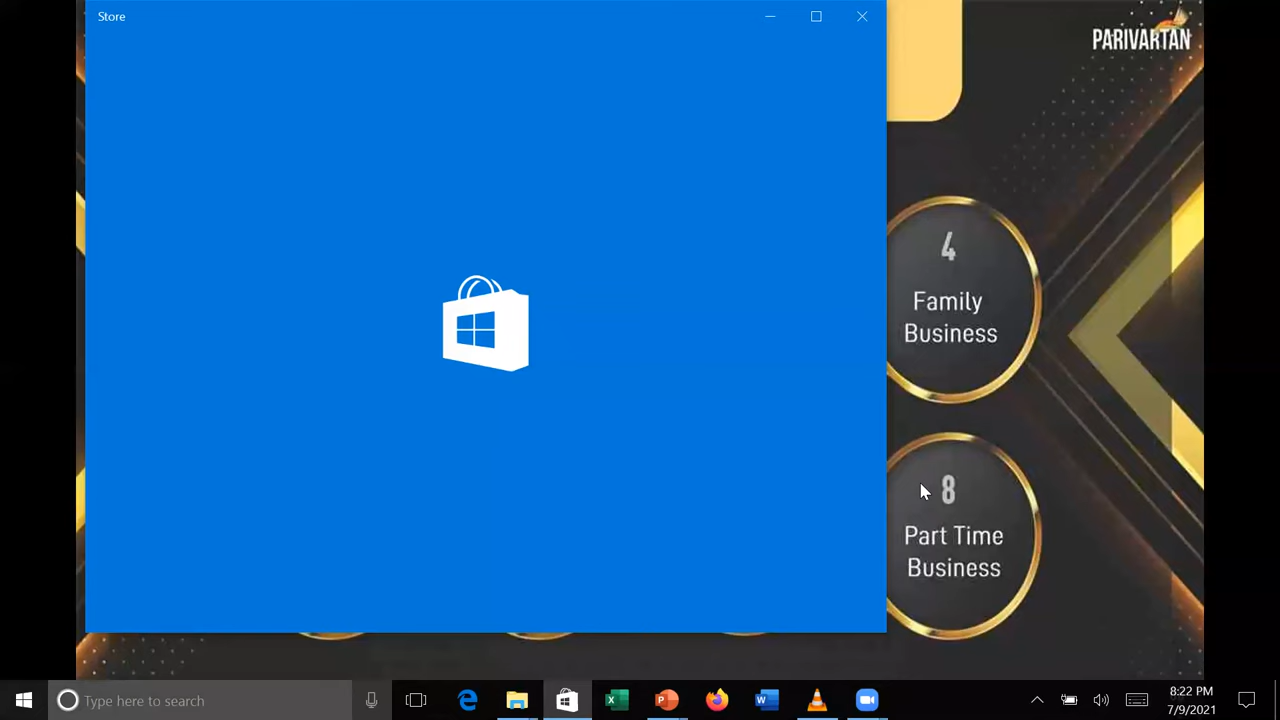 Store
PARIVARTAN
4
Family
Business
8
Part Time
Business
Type here to search
8:22 PM
7/9/2021